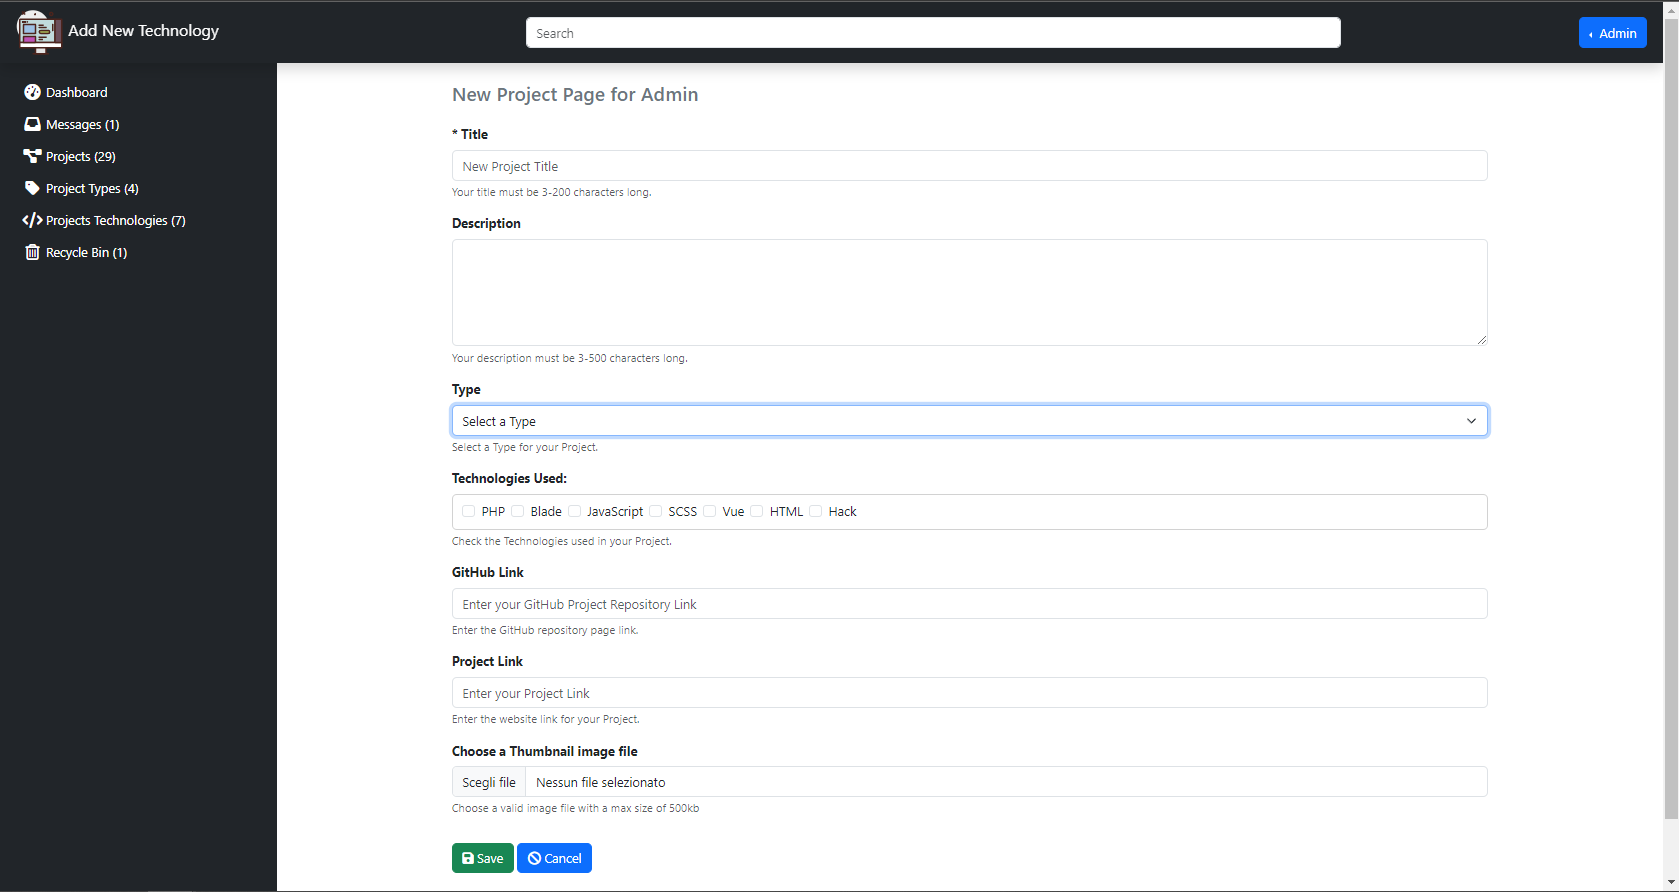 Add New Technology
Search
Admin
Dashboard
Messages (1)
Projects (29)
Project Types (4)
Projects Technologies (7)
Recycle Bin (1)
New Project Page for Admin
* Title
New Project Title
Your title must be 3-200 characters long.
Description
Your description must be 3-500 characters long.
Type
Select a Type
Select a Type for your Project.
Technologies Used:
PHP Blade JavaScript SCSS Vue HTML Hack
Check the Technologies used in your Project.
GitHub Link
Enter your GitHub Project Repository Link
Enter the GitHub repository page link.
Project Link
Enter your Project Link
Enter the website link for your Project.
Choose a Thumbnail image file
Scegli file Nessun file selezionato
Choose a valid image file with a max size of 500kb
Save Cancel